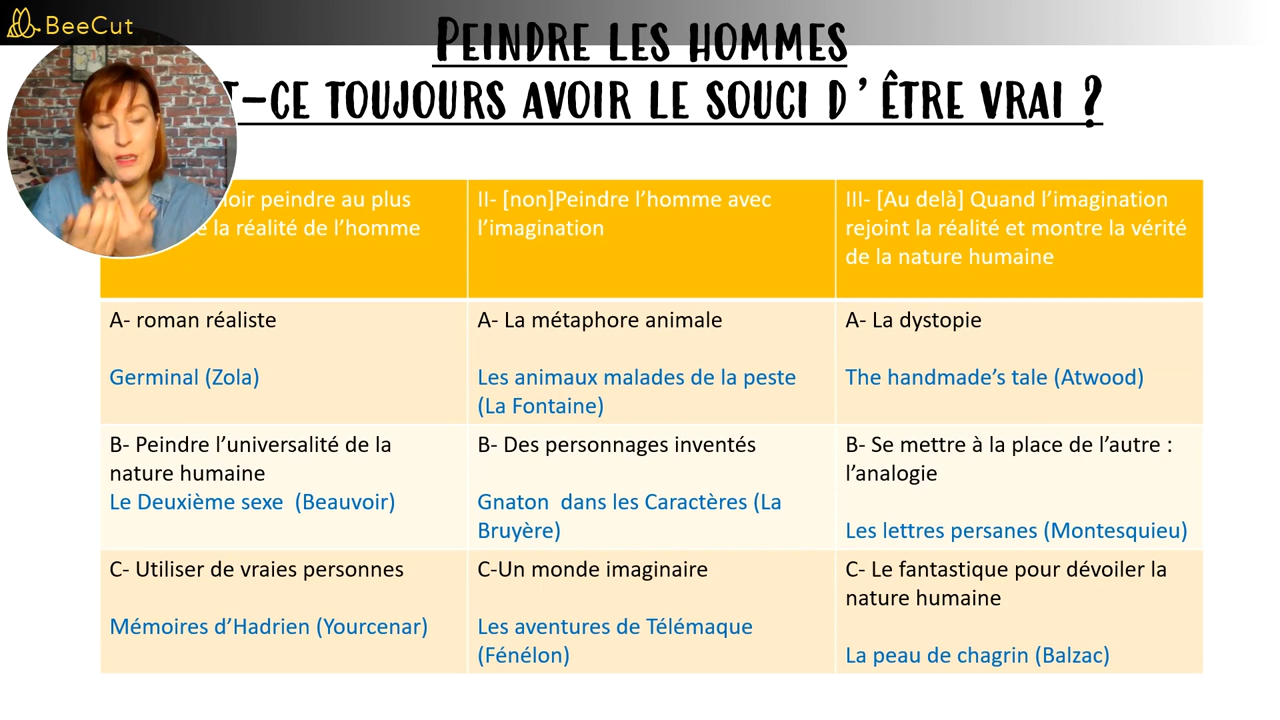 BeeCut
PEINDRE LES HOMMES
T-CE TOUJOURS AVOIR LE SOUCI D'ÊTRE VRAI ?
oir peindre au plus
la réalité de l'homme
II- [non]Peindre l'homme avec
l'imagination
III- [Au delà] Quand l'imagination
rejoint la réalité et montre la vérité
de la nature humaine
A- roman réaliste
Germinal (Zola)
A- La métaphore animale
Les animaux malades de la peste
(La Fontaine)
A- La dystopie
The handmade's tale (Atwood)
B- Peindre l'universalité de la
nature humaine
Le Deuxième sexe (Beauvoir)
B- Des personnages inventés
Gnaton dans les Caractères (La
Bruyère)
B- Se mettre à la place de l'autre :
l'analogie
Les lettres persanes (Montesquieu)
C- Utiliser de vraies personnes
Mémoires d'Hadrien (Yourcenar)
C-Un monde imaginaire
Les aventures de Télémaque
(Fénélon)
C- Le fantastique pour dévoiler la
nature humaine
La peau de chagrin (Balzac)